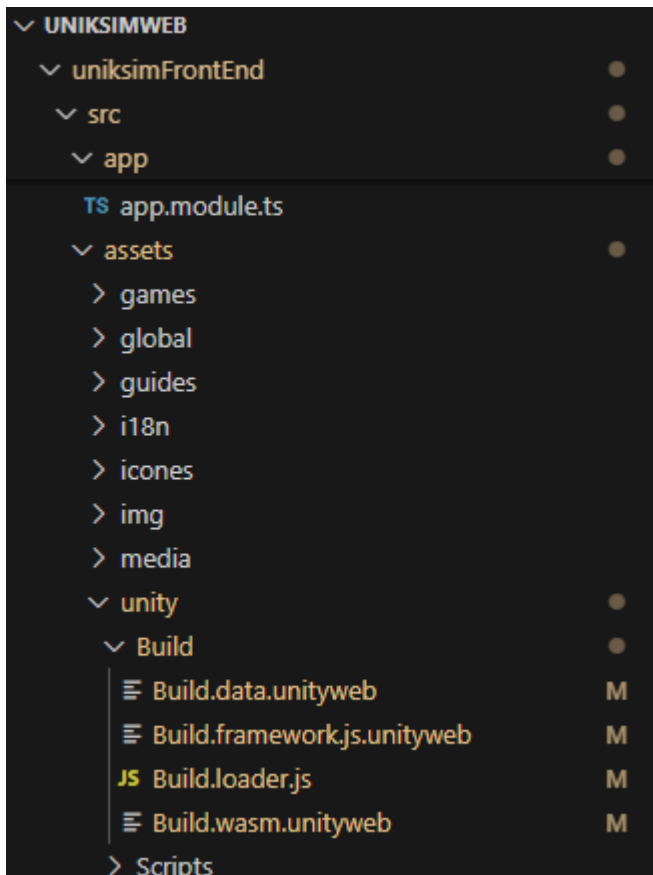 UNIKSIMWEB
uniksimFrontEnd
src
app
TS app.module.ts
assets
games
global
guides
i18n
icones
img
media
unity
Build
Build.data.unityweb M
Build.framework.js.unityweb M
JS Build.loader.js M
Build.wasm.unityweb M
Scripts